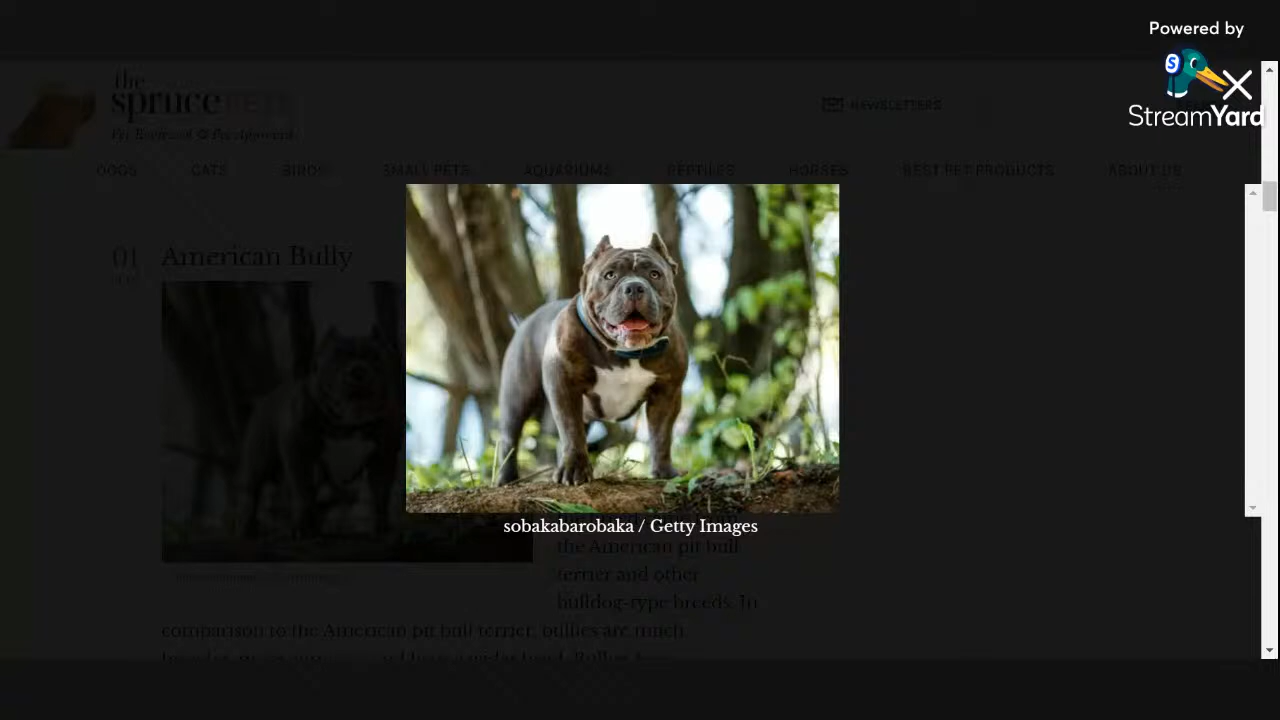 Powered by
S
StreamYard
the
spruce PETS
NEWSLETTERS
DOGS CATS BIRDS SMALL PETS AQUARIUMS REPTILES HORSES BEST PET PRODUCTS ABOUT US
01
American Bully
sobakabarobaka / Getty Images
the American pit bull
terrier and other
bulldog-type breeds. In
comparison to the American pit bull terrier, bullies are much